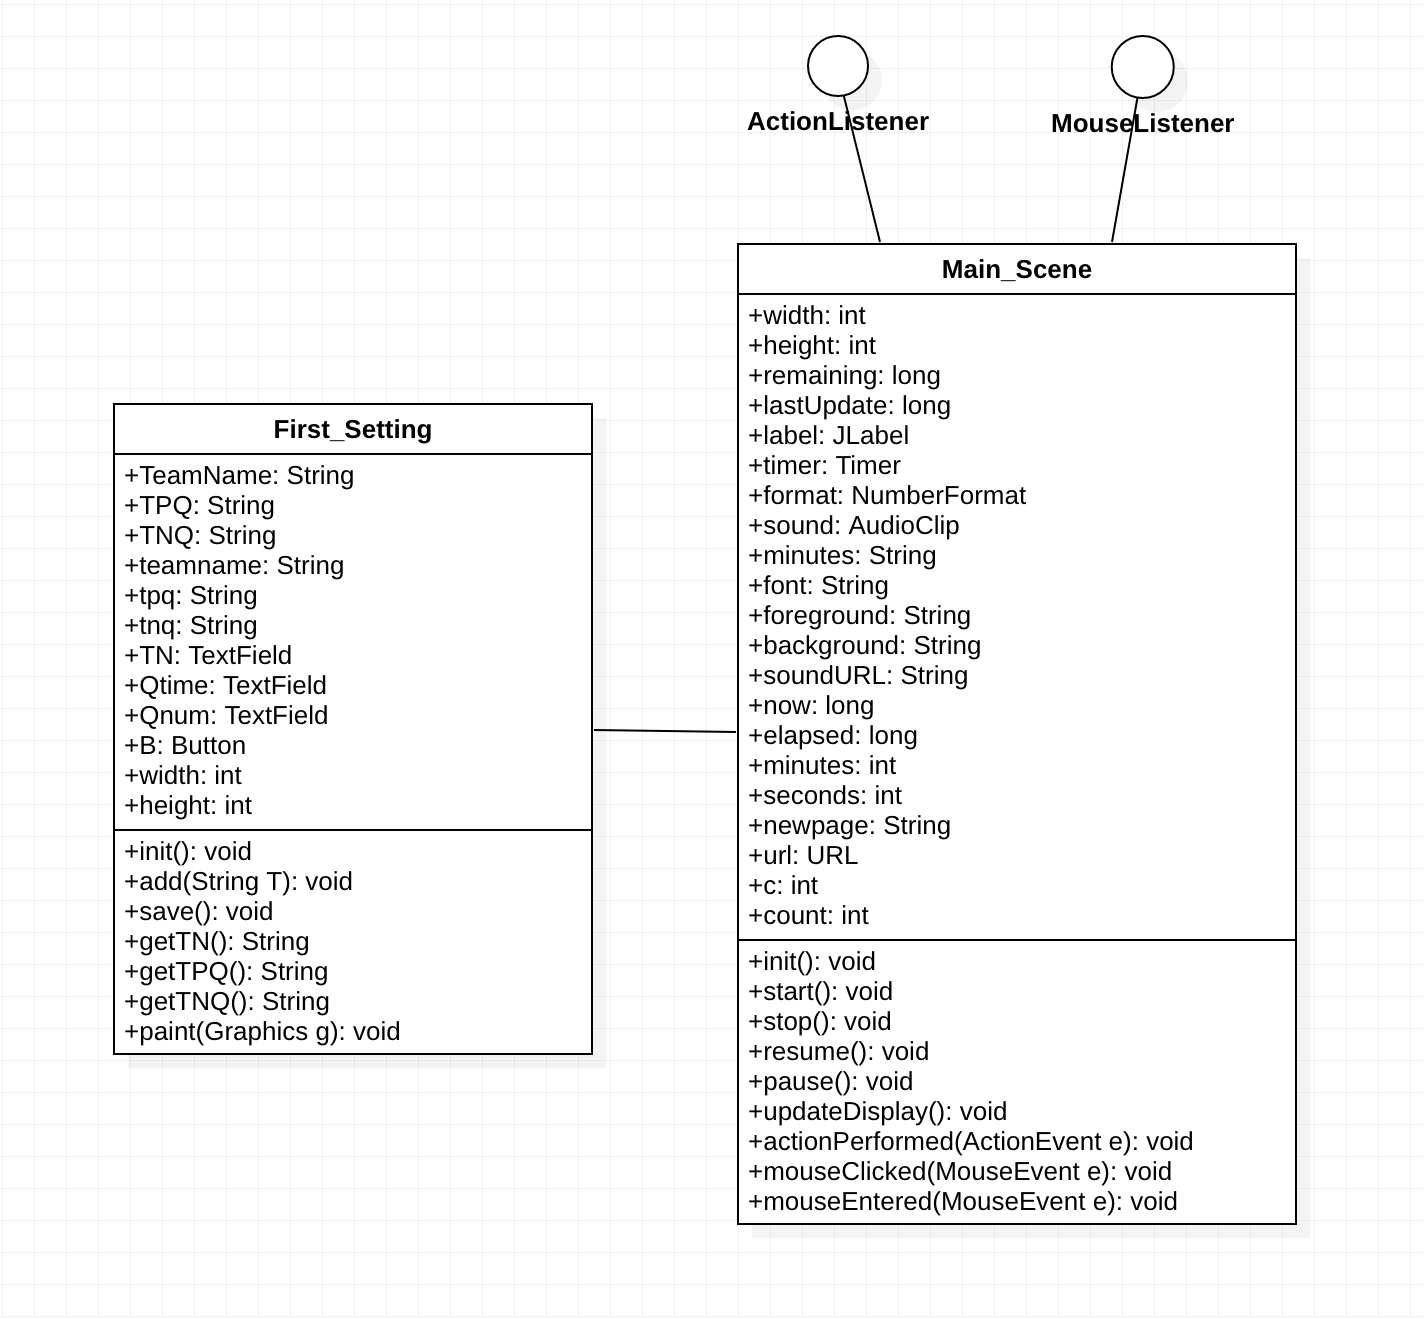 ActionListener
MouseListener
First_Setting
+TeamName: String
+TPQ: String
+TNQ: String
+teamname: String
+tpq: String
+tnq: String
+TN: TextField
+Qtime: TextField
+Qnum: TextField
+B: Button
+width: int
+height: int
+init(): void
+add(String T): void
+save(): void
+getTN(): String
+getTPQ(): String
+getTNQ(): String
+paint(Graphics g): void
Main_Scene
+width: int
+height: int
+remaining: long
+lastUpdate: long
+label: JLabel
+timer: Timer
+format: NumberFormat
+sound: AudioClip
+minutes: String
+font: String
+foreground: String
+background: String
+soundURL: String
+now: long
+elapsed: long
+minutes: int
+seconds: int
+newpage: String
+url: URL
+c: int
+count: int
+init(): void
+start(): void
+stop(): void
+resume(): void
+pause(): void
+updateDisplay(): void
+actionPerformed(ActionEvent e): void
+mouseClicked(MouseEvent e): void
+mouseEntered(MouseEvent e): void